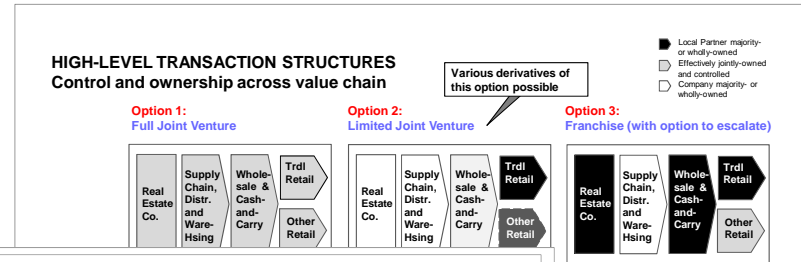 HIGH-LEVEL TRANSACTION STRUCTURES
Control and ownership across value chain
Various derivatives of
this option possible
Local Partner majority-
or wholly-owned
Effectively jointly-owned
and controlled
Company majority- or
wholly-owned
Option 1:
Full Joint Venture
Real
Estate
Co.
Supply
Chain,
Distr.
and
Ware-
Hsing
Whole-
sale &
Cash-
and-
Carry
Trdl
Retail
Other
Retail
Option 2:
Limited Joint Venture
Real
Estate
Co.
Supply
Chain,
Distr.
and
Ware-
Hsing
Whole-
sale &
Cash-
and-
Carry
Trdl
Retail
Other
Retail
Option 3:
Franchise (with option to escalate)
Real
Estate
Co.
Supply
Chain,
Distr.
and
Ware-
Hsing
Whole-
sale &
Cash-
and-
Carry
Trdl
Retail
Other
Retail